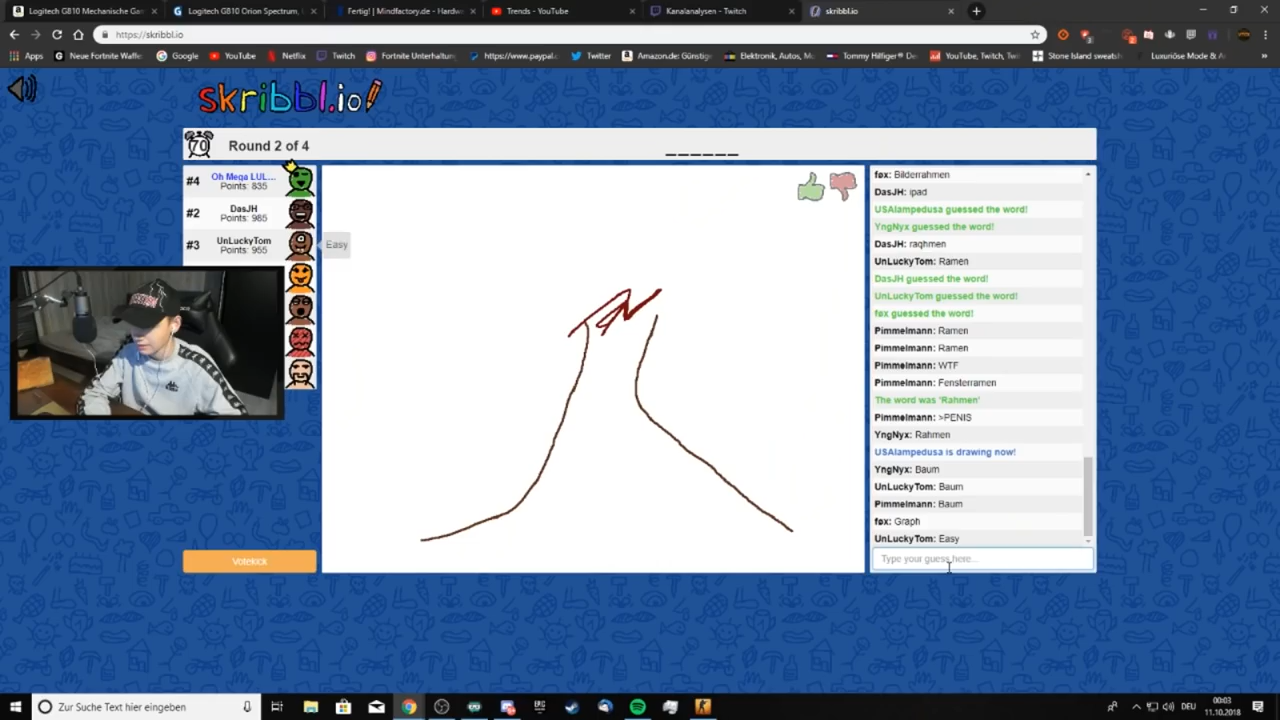 Logitech G810 Mechanische Gam
Logitech G810 Orion Spectrum,
Fertig! | Mindfactory.de - Hardw
Trends - YouTube
Kanalanalysen - Twitch
skribbl.io
https://skribbl.io
Apps
Neue Fortnite Waffe
Google
YouTube
Netflix
Twitch
Fortnite Unterhaltun
https://www.paypal.c
Twitter
Amazon.de: Günstige
Elektronik, Autos, Mo
Tommy Hilfiger® De
YouTube, Twitch, Twi
Stone Island sweatsh
Luxuriöse Mode & Ac
skribbl.io
70
Round 2 of 4
______
#4
Oh Mega LUL...
Points: 835
#2
DasJH
Points: 985
#3
UnLuckyTom
Points: 955
Easy
Votekick
føx: Bilderrahmen
DasJH: ipad
USAlampedusa guessed the word!
YngNyx guessed the word!
DasJH: raqhmen
UnLuckyTom: Ramen
DasJH guessed the word!
UnLuckyTom guessed the word!
føx guessed the word!
Pimmelmann: Ramen
Pimmelmann: Ramen
Pimmelmann: WTF
Pimmelmann: Fensterramen
The word was 'Rahmen'
Pimmelmann: >PENIS
YngNyx: Rahmen
USAlampedusa is drawing now!
YngNyx: Baum
UnLuckyTom: Baum
Pimmelmann: Baum
føx: Graph
UnLuckyTom: Easy
Type your guess here...
Zur Suche Text hier eingeben
DEU
00:03
11.10.2018